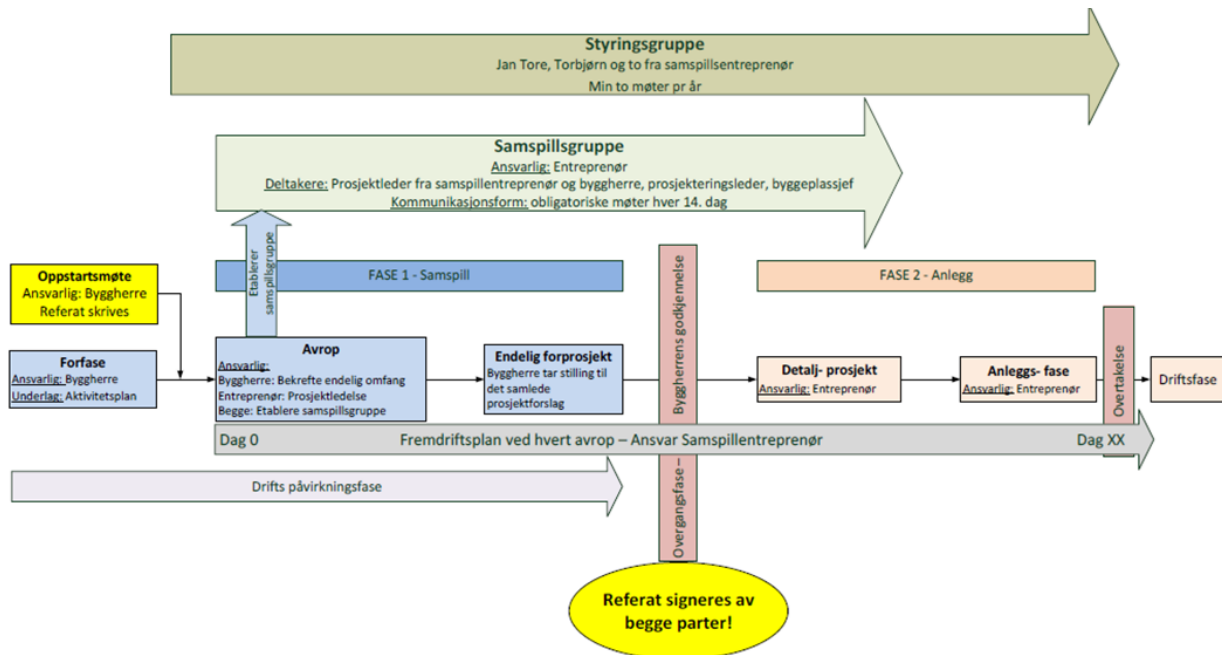 Styringsgruppe
Jan Tore, Torbjørn og to fra samspillsentreprenør
Min to møter pr år
Samspillsgruppe
Ansvarlig: Entreprenør
Deltakere: Prosjektleder fra samspillentreprenør og byggherre, prosjekteringsleder, byggeplassjef
Kommunikasjonsform: obligatoriske møter hver 14. dag
Etablerer
samspillsgruppe
Oppstartsmøte
Ansvarlig: Byggherre
Referat skrives
FASE 1 - Samspill
FASE 2 - Anlegg
Forfase
Ansvarlig: Byggherre
Underlag: Aktivitetsplan
Avrop
Ansvarlig:
Byggherre: Bekrefte endelig omfang
Entreprenør: Prosjektledelse
Begge: Etablere samspillsgruppe
Endelig forprosjekt
Byggherre tar stilling til
det samlede
prosjektforslag
Overgangsfase – Byggherrens godkjennelse
Detalj- prosjekt
Ansvarlig: Entreprenør
Anleggs- fase
Ansvarlig: Entreprenør
Overtakelse
Driftsfase
Dag 0
Fremdriftsplan ved hvert avrop – Ansvar Samspillentreprenør
Dag XX
Drifts påvirkningsfase
Referat signeres av
begge parter!